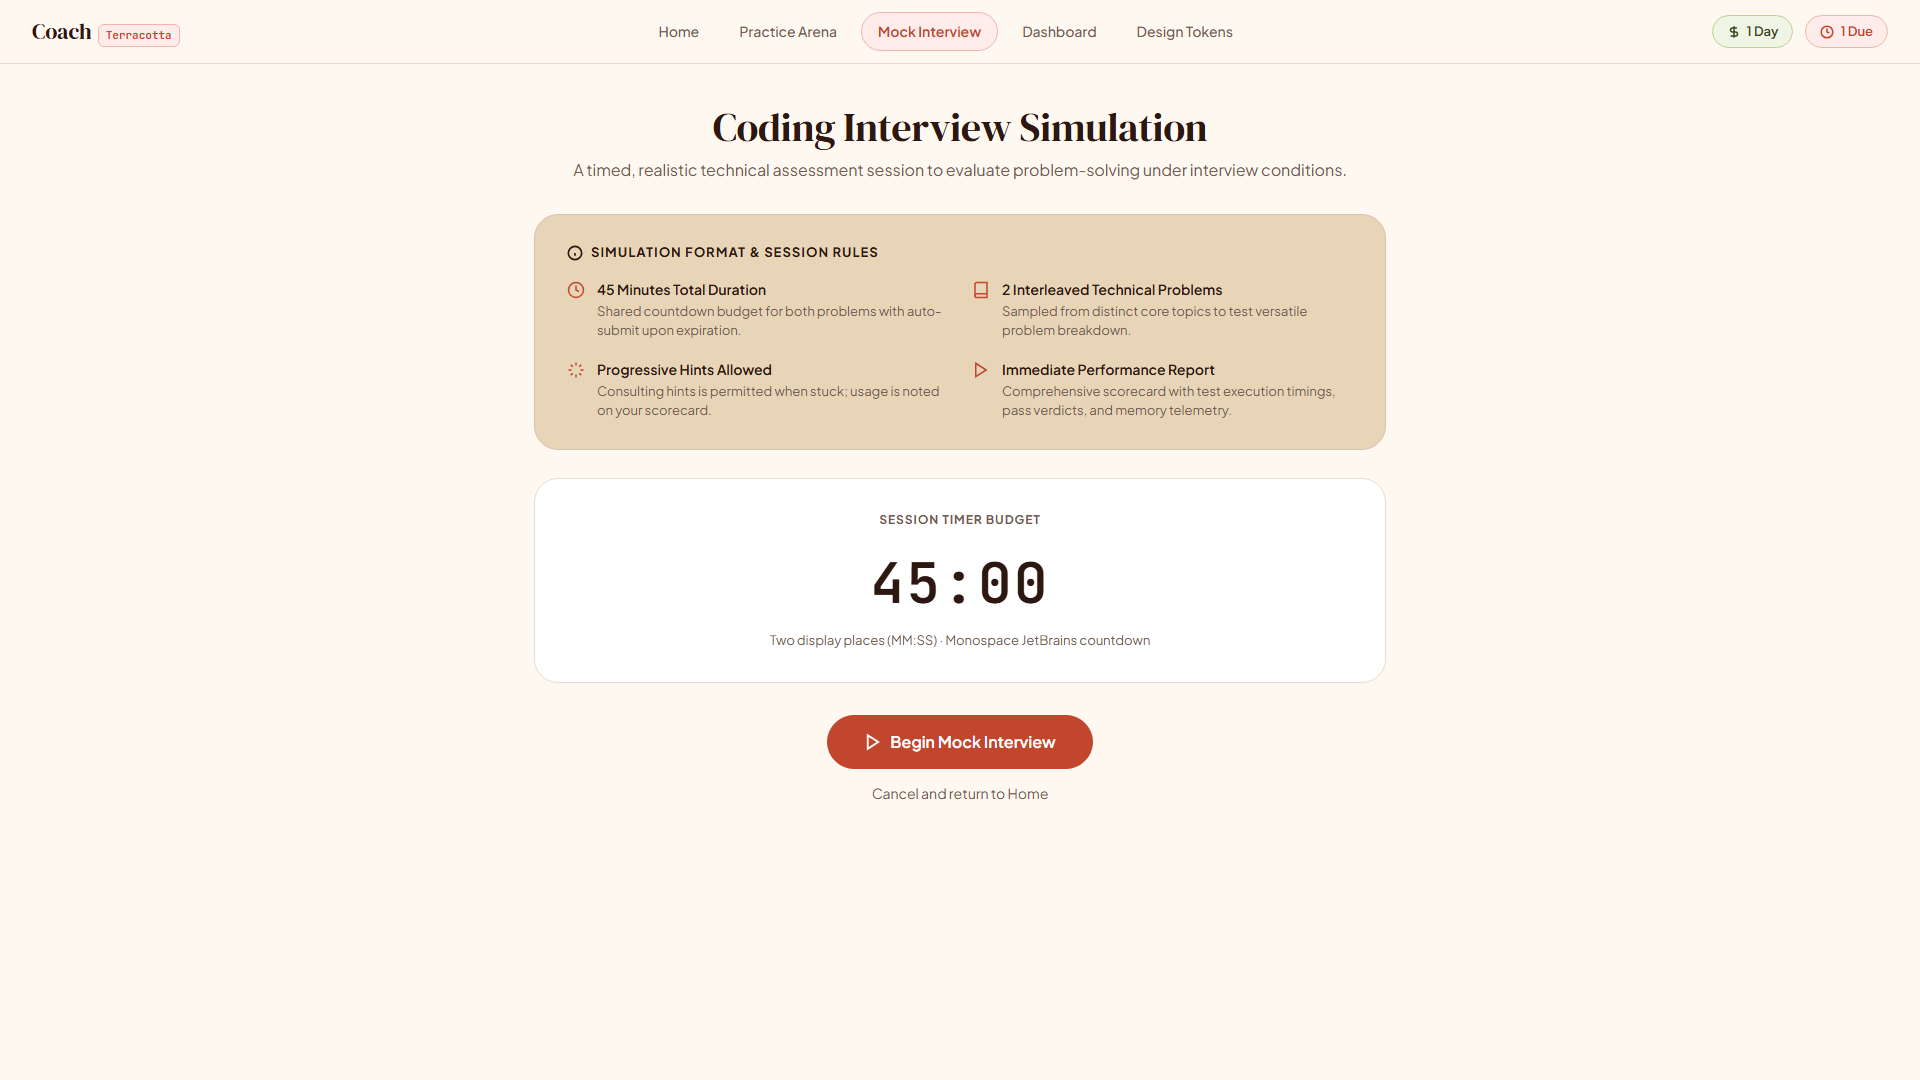 Coach Terracotta
Home Practice Arena Mock Interview Dashboard Design Tokens
$ 1 Day 1 Due
Coding Interview Simulation
A timed, realistic technical assessment session to evaluate problem-solving under interview conditions.
SIMULATION FORMAT & SESSION RULES
45 Minutes Total Duration
Shared countdown budget for both problems with auto-
submit upon expiration.
2 Interleaved Technical Problems
Sampled from distinct core topics to test versatile
problem breakdown.
Progressive Hints Allowed
Consulting hints is permitted when stuck; usage is noted
on your scorecard.
Immediate Performance Report
Comprehensive scorecard with test execution timings,
pass verdicts, and memory telemetry.
SESSION TIMER BUDGET
45:00
Two display places (MM:SS) · Monospace JetBrains countdown
Begin Mock Interview
Cancel and return to Home